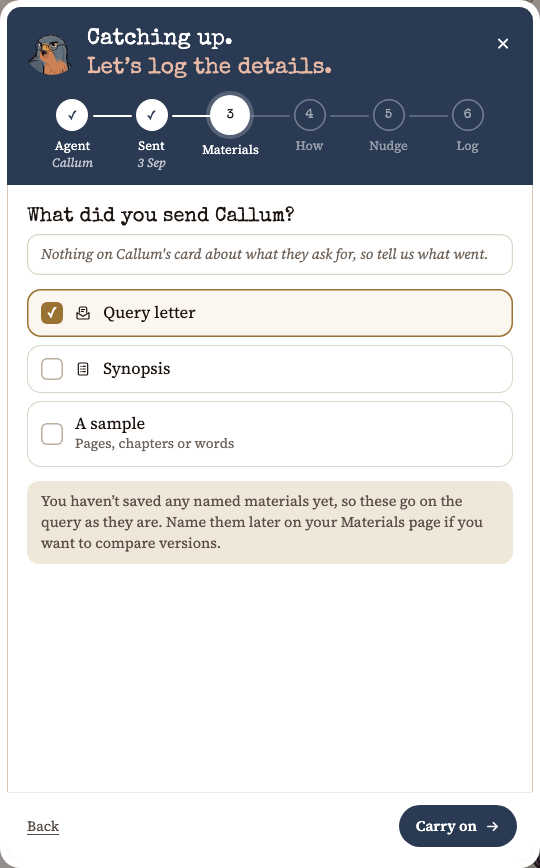 Catching up.
Let’s log the details.
✓ ✓ 3 4 5 6
Agent Sent Materials How Nudge Log
Callum 3 Sep
What did you send Callum?
Nothing on Callum's card about what they ask for, so tell us what went.
Query letter
Synopsis
A sample
Pages, chapters or words
You haven’t saved any named materials yet, so these go on the
query as they are. Name them later on your Materials page if you
want to compare versions.
Back
Carry on →